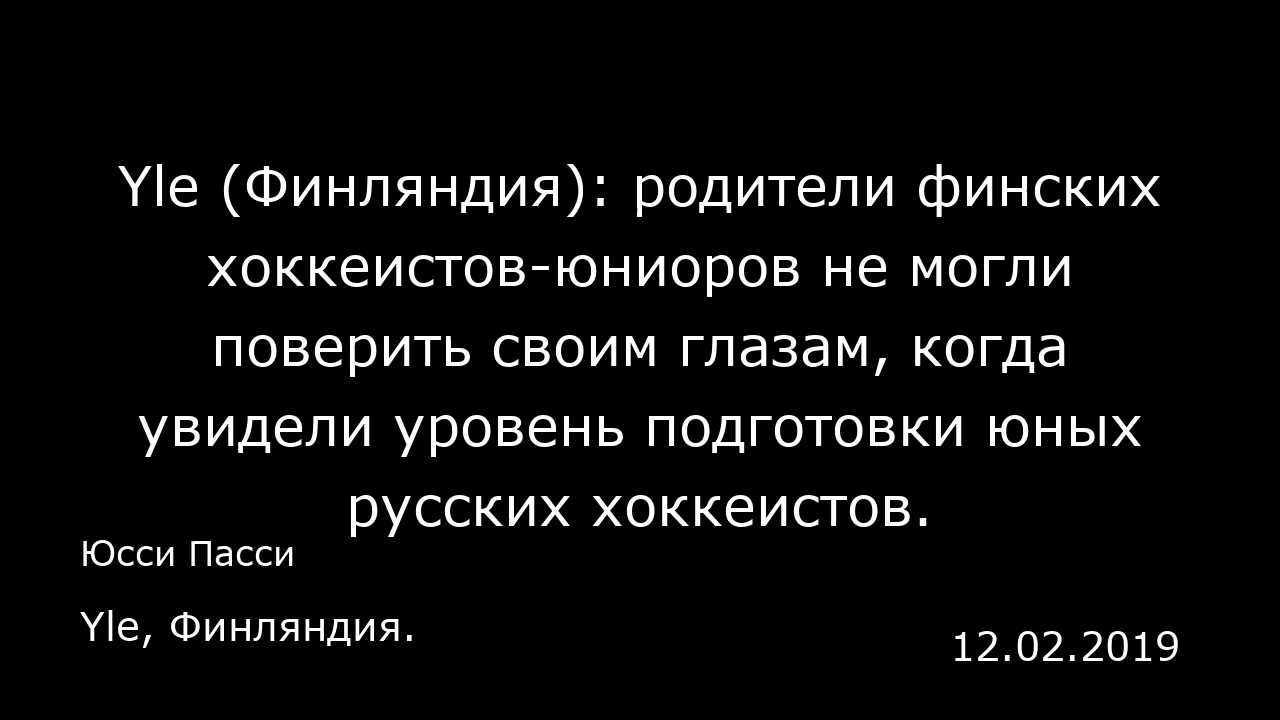 Yle (Финляндия): родители финских
хоккеистов-юниоров не могли
поверить своим глазам, когда
увидели уровень подготовки юных
русских хоккеистов.
Юсси Пасси
Yle, Финляндия.
12.02.2019